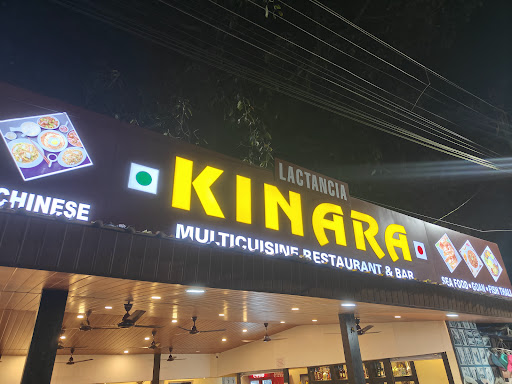 LACTANCIA
KINARA
MULTICUISINE RESTAURANT & BAR
CHINESE
SEA FOOD • GOAN • FISH THALI